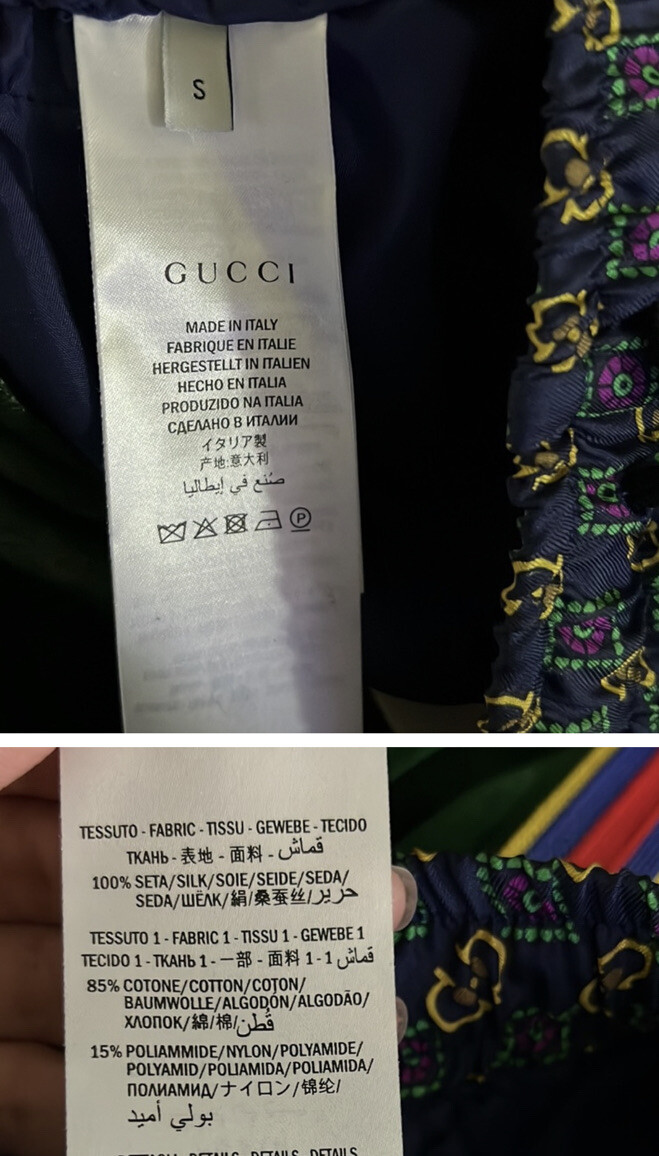 S
GUCCI
MADE IN ITALY
FABRIQUE EN ITALIE
HERGESTELLT IN ITALIEN
HECHO EN ITALIA
PRODUZIDO NA ITALIA
СДЕЛАНО В ИТАЛИИ
イタリア製
产地:意大利
صنع في إيطاليا
P
TESSUTO - FABRIC - TISSU - GEWEBE - TECIDO
ТКАНЬ - 表地 - 面料 - قماش
100% SETA/SILK/SOIE/SEIDE/SEDA/
SEDA/ШЁЛК/絹/桑蚕丝/حرير
TESSUTO 1 - FABRIC 1 - TISSU 1 - GEWEBE 1
TECIDO 1 - ТКАНЬ 1 - 一部 - 面料 1 - 1 قماش
85% COTONE/COTTON/COTON/
BAUMWOLLE/ALGODÓN/ALGODÃO/
ХЛОПОК/綿/棉/قطن
15% POLIAMMIDE/NYLON/POLYAMIDE/
POLYAMID/POLIAMIDA/POLIAMIDA/
ПОЛИАМИД/ナイロン/锦纶/
بولي أميد
DETAILS - DETAILS